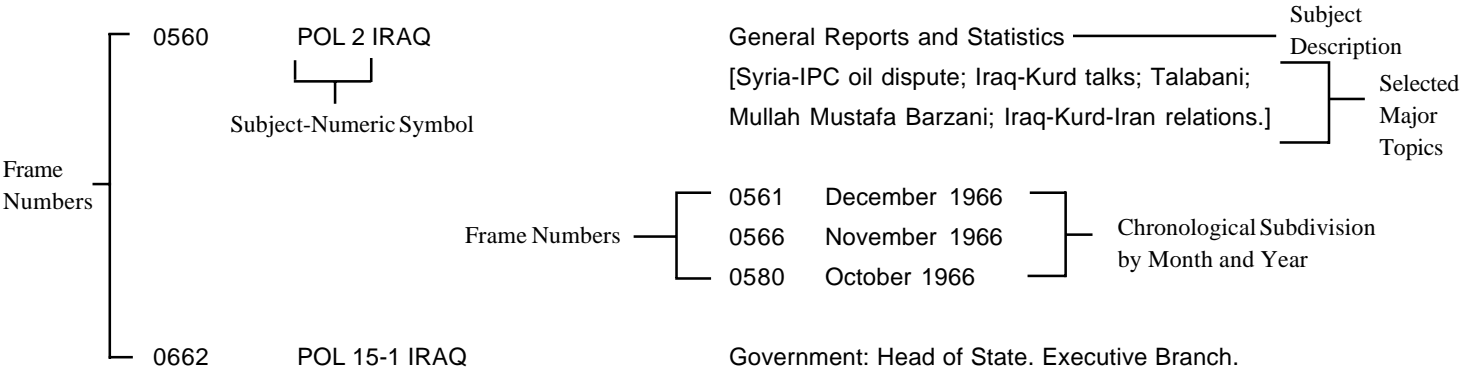 Subject
Description
0560 POL 2 IRAQ General Reports and Statistics
[Syria-IPC oil dispute; Iraq-Kurd talks; Talabani;
Mullah Mustafa Barzani; Iraq-Kurd-Iran relations.]
Selected
Major
Topics
Subject-Numeric Symbol
Frame
Numbers
Frame Numbers
0561 December 1966
0566 November 1966
0580 October 1966
Chronological Subdivision
by Month and Year
0662 POL 15-1 IRAQ Government: Head of State. Executive Branch.